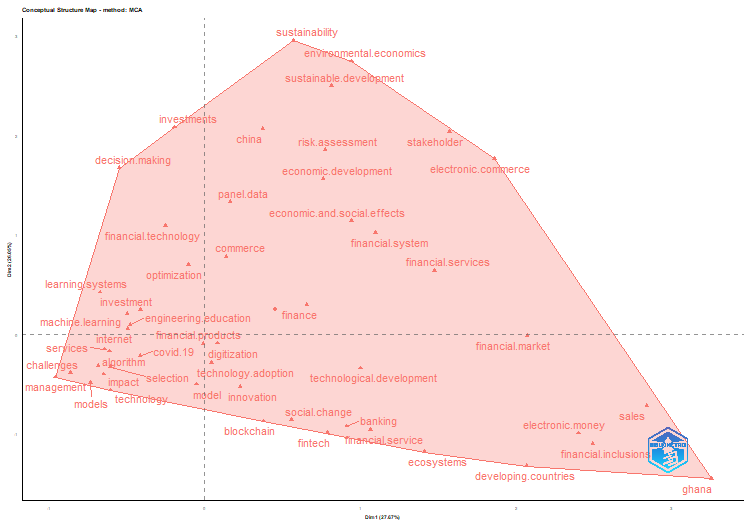 Conceptual Structure Map - method: MCA
sustainability
environmental.economics
sustainable.development
investments
china
risk.assessment
stakeholder
decision.making
economic.development
electronic.commerce
panel.data
economic.and.social.effects
financial.technology
financial.system
commerce
financial.services
optimization
learning.systems
investment
engineering.education
finance
machine.learning
internet
financial.products
financial.market
services
covid.19
digitization
challenges
algorithm
technology.adoption
technological.development
management
impact
selection
models
technology
model
innovation
social.change
banking
sales
blockchain
fintech
financial.service
electronic.money
financial.inclusions
ecosystems
developing.countries
ghana
Dim 1 (27.67%)